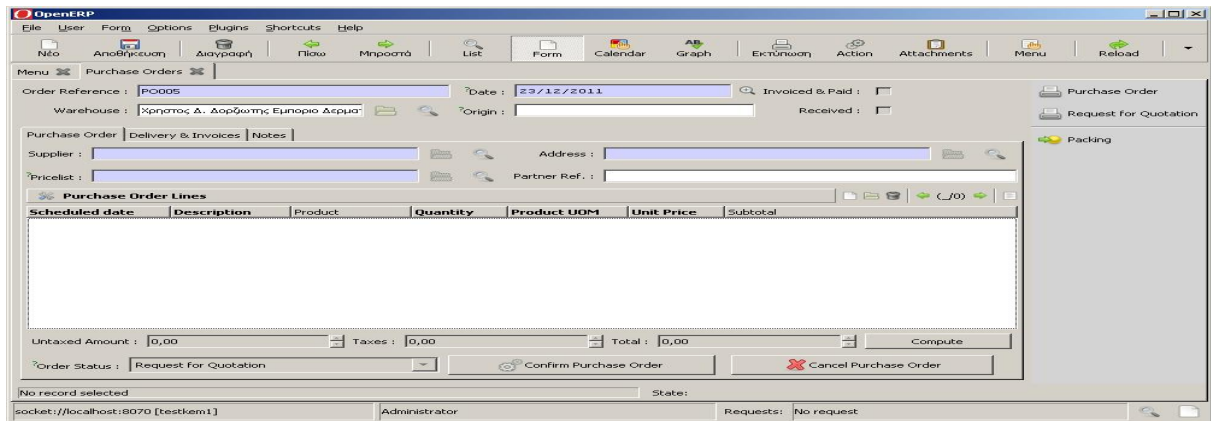 OpenERP
File User Form Options Plugins Shortcuts Help
Νέο Αποθήκευση Διαγραφή Πίσω Μπροστά List Form Calendar Graph Εκτύπωση Action Attachments Menu Reload
Menu Purchase Orders
Order Reference : PO005 ?Date : 23/12/2011 Invoiced & Paid : Purchase Order
Warehouse : Χρηστος Δ. Δορζιωτης Εμποριο Δερματ ?Origin : Received : Request for Quotation
Purchase Order Delivery & Invoices Notes Packing
Supplier : Address :
?Pricelist : Partner Ref. :
Purchase Order Lines (_/0)
Scheduled date Description Product Quantity Product UOM Unit Price Subtotal
Untaxed Amount : 0,00 Taxes : 0,00 Total : 0,00 Compute
?Order Status : Request for Quotation Confirm Purchase Order Cancel Purchase Order
No record selected State:
socket://localhost:8070 [testkem1] Administrator Requests: No request